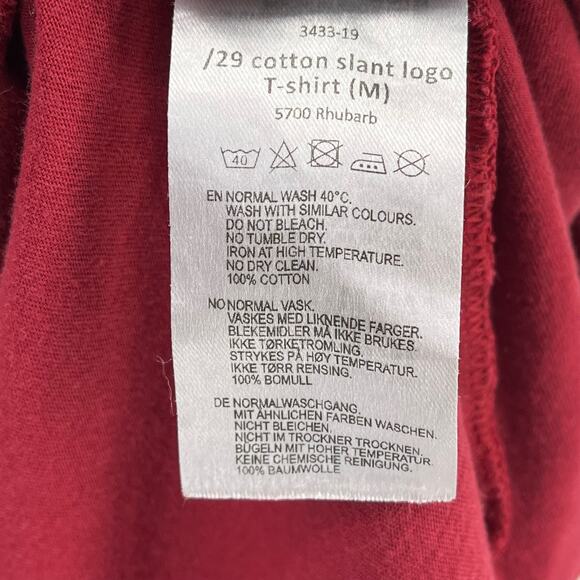 3433-19
/29 cotton slant logo
T-shirt (M)
5700 Rhubarb
40
EN NORMAL WASH 40°C.
WASH WITH SIMILAR COLOURS.
DO NOT BLEACH.
NO TUMBLE DRY.
IRON AT HIGH TEMPERATURE.
NO DRY CLEAN.
100% COTTON
NO NORMAL VASK.
VASKES MED LIKNENDE FARGER.
BLEKEMIDLER MÅ IKKE BRUKES.
IKKE TØRKETROMLING.
STRYKES PÅ HØY TEMPERATUR.
IKKE TØRR RENSING.
100% BOMULL
DE NORMALWASCHGANG.
MIT ÄHNLICHEN FARBEN WASCHEN.
NICHT BLEICHEN.
NICHT IM TROCKNER TROCKNEN.
BÜGELN MIT HOHER TEMPERATUR.
KEINE CHEMISCHE REINIGUNG.
100% BAUMWOLLE